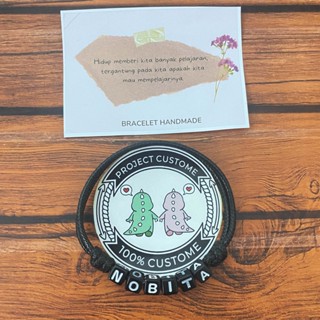 Hidup memberi kita banyak pelajaran,
tergantung pada kita apakah kita
mau mempelajarinya.
BRACELET HANDMADE
PROJECT CUSTOME
100% CUSTOME
NOBITA